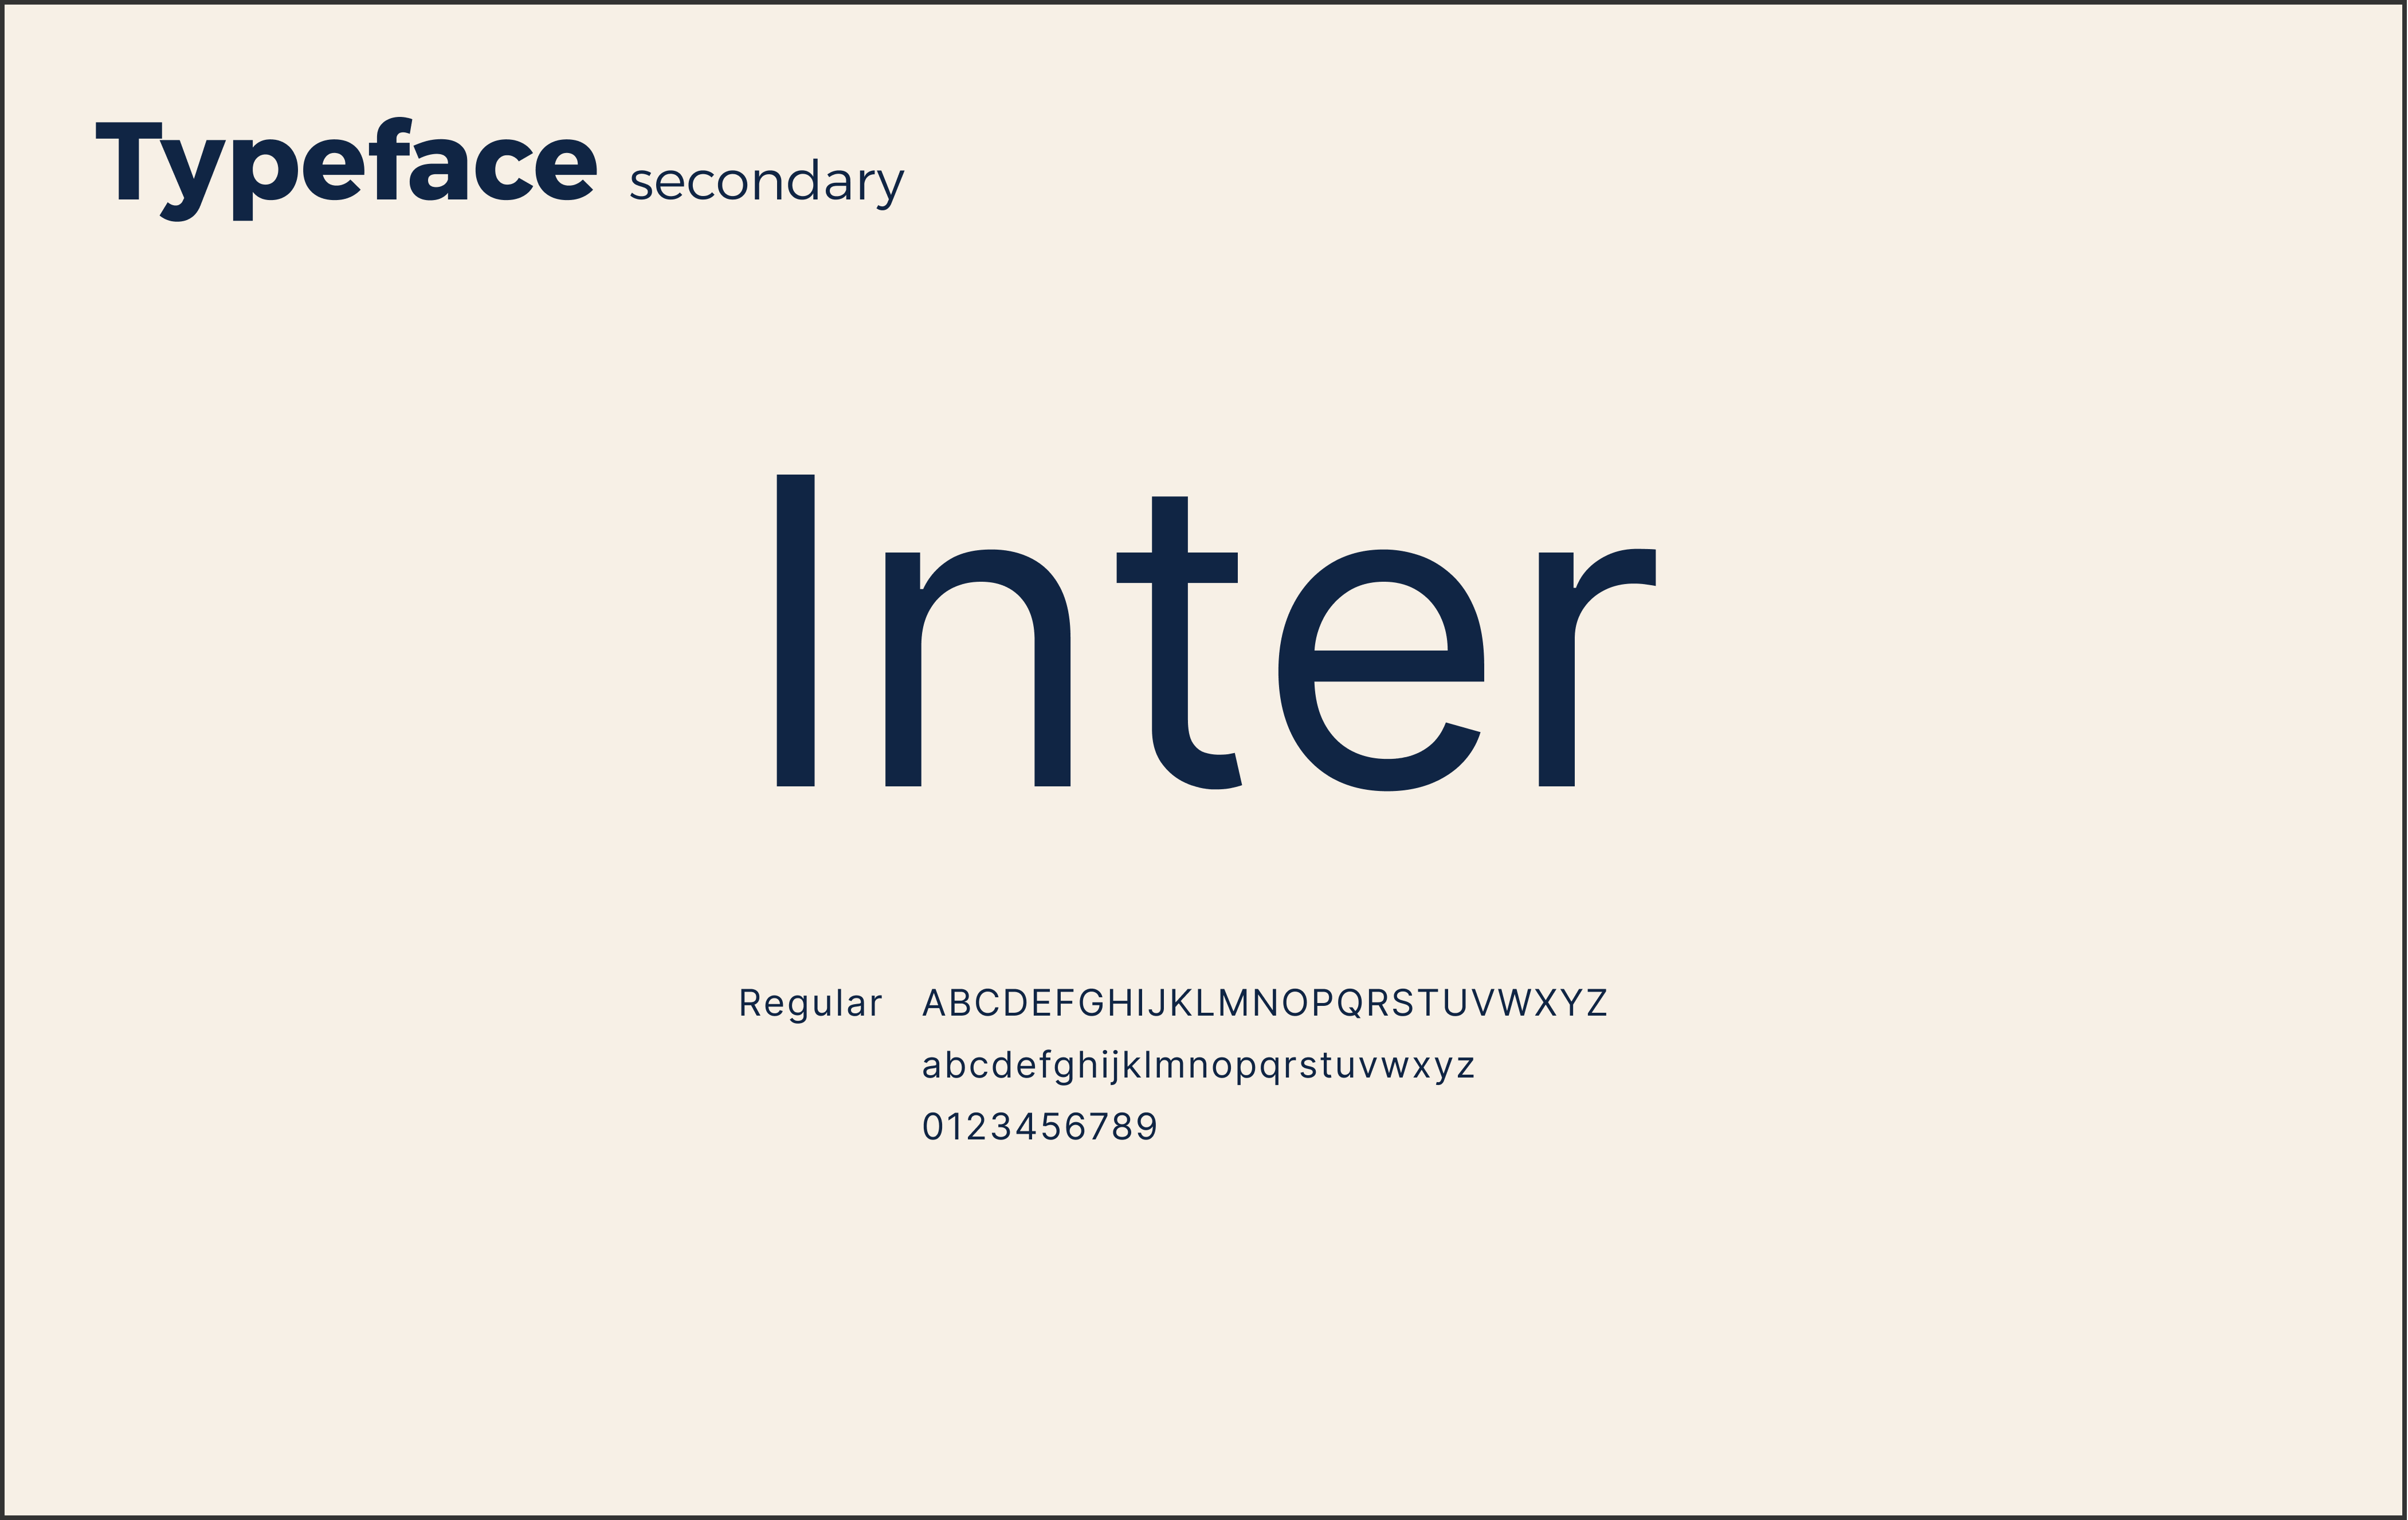 Typeface secondary
Inter
Regular ABCDEFGHIJKLMNOPQRSTUVWXYZ
abcdefghijklmnopqrstuvwxyz
0123456789